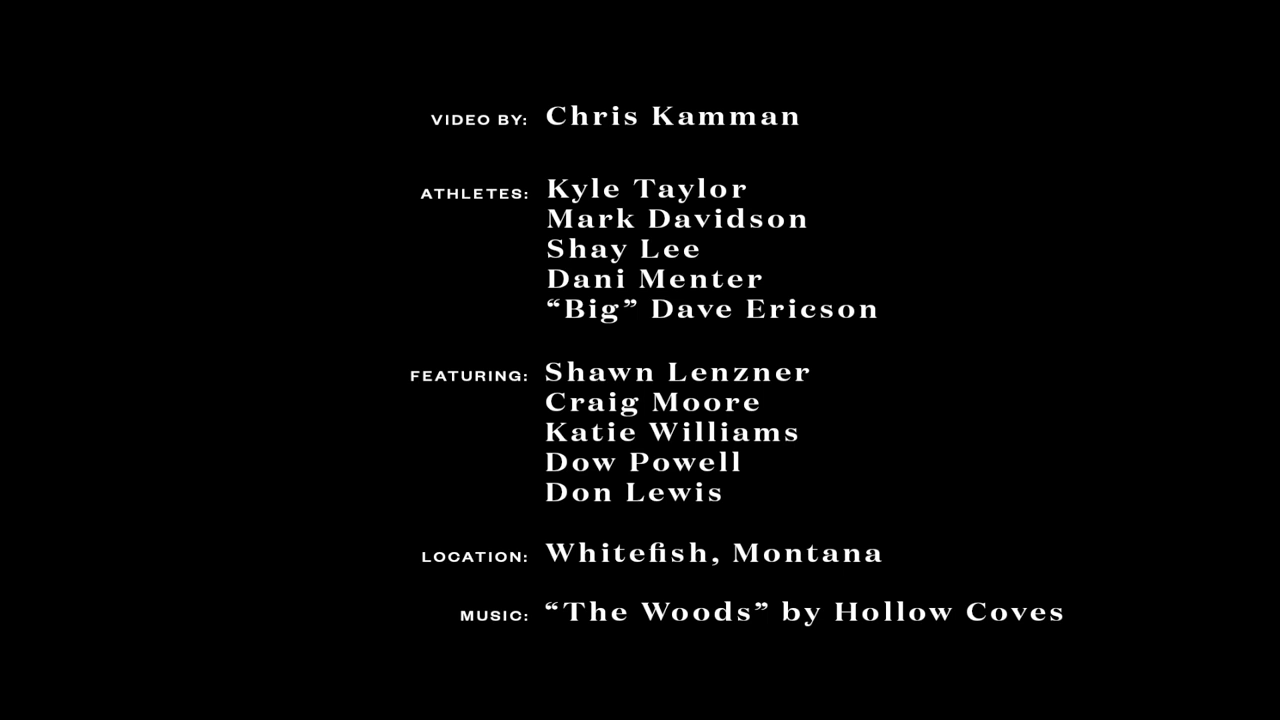 VIDEO BY: Chris Kamman
ATHLETES: Kyle Taylor
Mark Davidson
Shay Lee
Dani Menter
“Big” Dave Ericson
FEATURING: Shawn Lenzner
Craig Moore
Katie Williams
Dow Powell
Don Lewis
LOCATION: Whitefish, Montana
MUSIC: “The Woods” by Hollow Coves